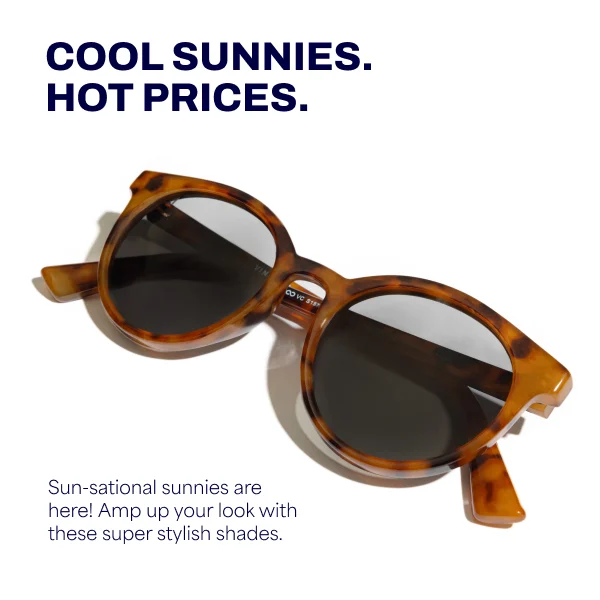 COOL SUNNIES.
HOT PRICES.
Sun-sational sunnies are
here! Amp up your look with
these super stylish shades.